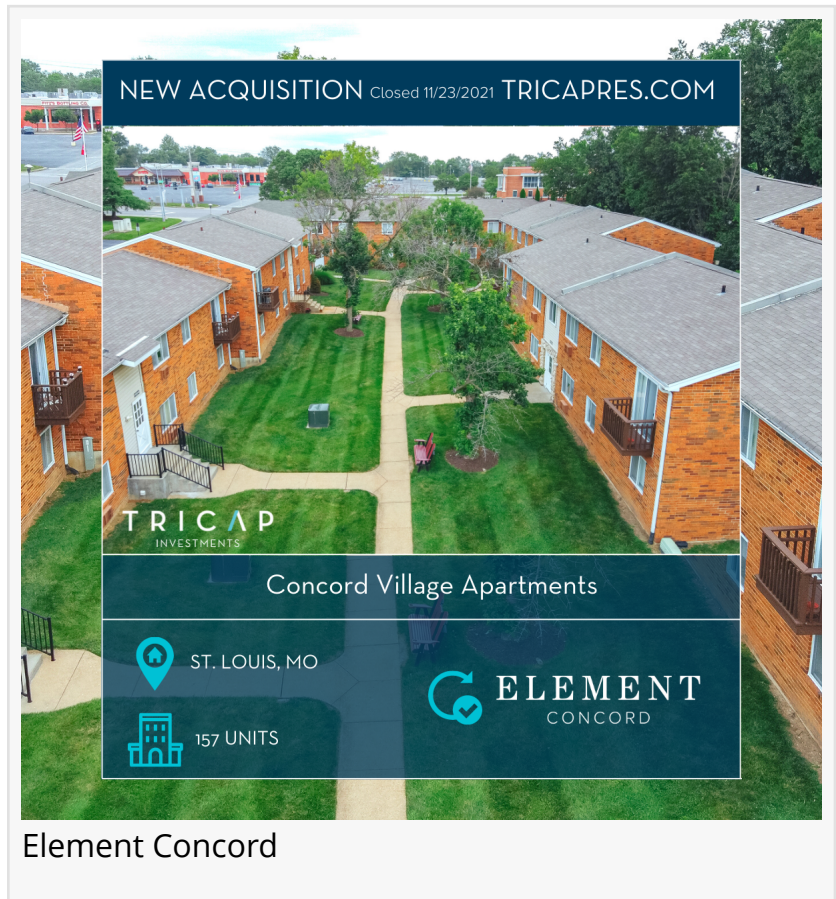 NEW ACQUISITION Closed 11/23/2021 TRICAPRES.COM
TRICAP
INVESTMENTS
Concord Village Apartments
ST. LOUIS, MO
157 UNITS
ELEMENT
CONCORD
Element Concord